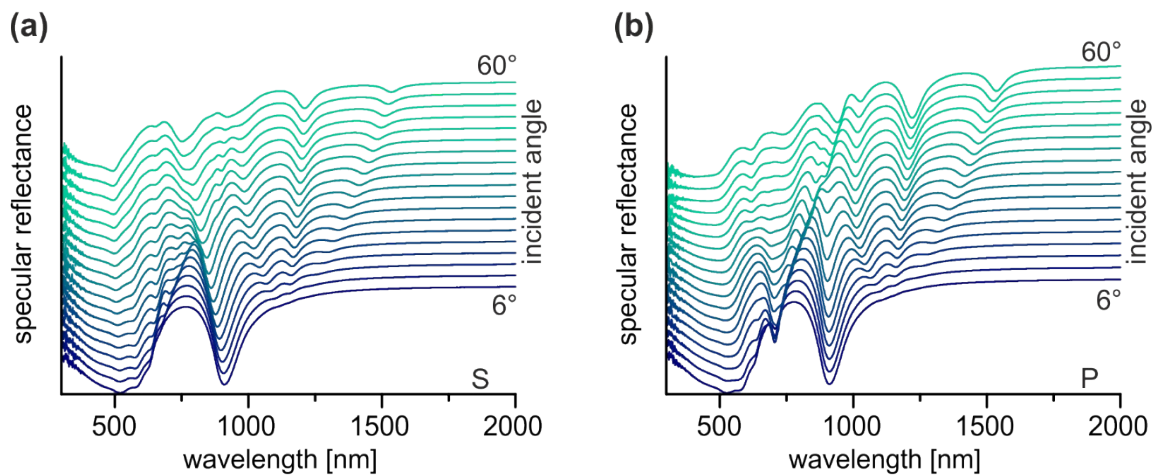 (a)
60°
specular reflectance
incident angle
6°
S
500
1000
1500
2000
wavelength [nm]
(b)
60°
specular reflectance
incident angle
6°
P
500
1000
1500
2000
wavelength [nm]